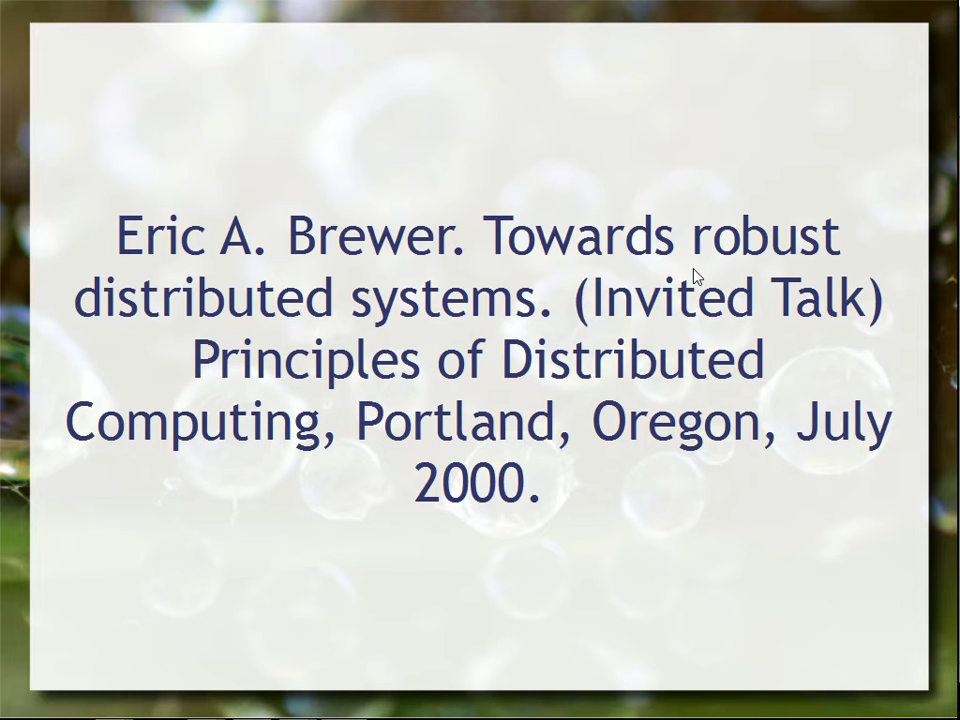 Eric A. Brewer. Towards robust
distributed systems. (Invited Talk)
Principles of Distributed
Computing, Portland, Oregon, July
2000.